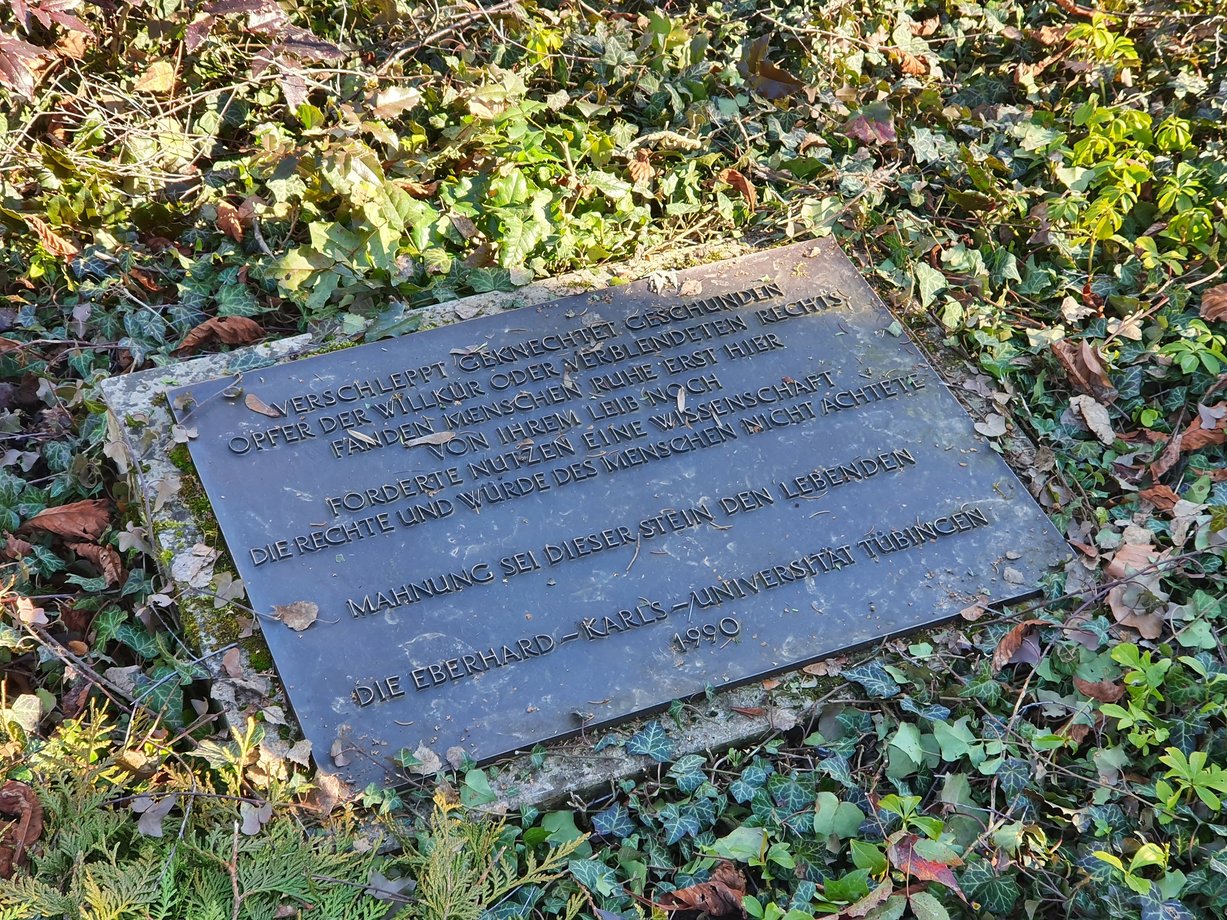 VERSCHLEPPT GEKNECHTET GESCHUNDEN
OPFER DER WILLKÜR ODER VERBLENDETEN RECHTS
FANDEN MENSCHEN RUHE ERST HIER
VON IHREM LEIB NOCH
FORDERTE NUTZEN EINE WISSENSCHAFT
DIE RECHTE UND WÜRDE DES MENSCHEN NICHT ACHTETE
MAHNUNG SEI DIESER STEIN DEN LEBENDEN
DIE EBERHARD – KARLS – UNIVERSITÄT TÜBINGEN
1990